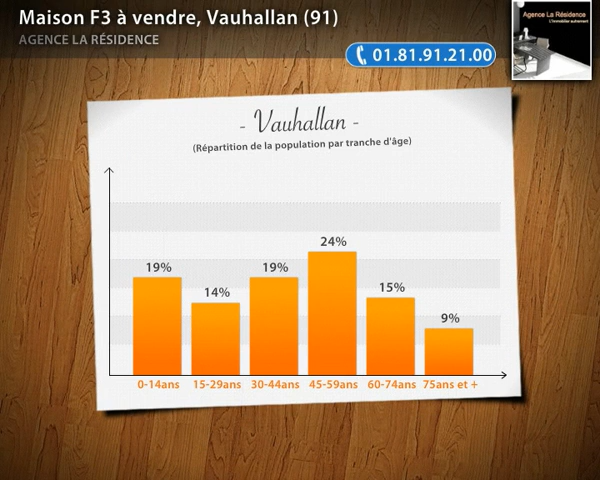 Maison F3 à vendre, Vauhallan (91)
AGENCE LA RÉSIDENCE
01.81.91.21.00
Agence La Résidence
L'immobilier autrement
- Vauhallan -
(Répartition de la population par tranche d'âge)
19% 14% 19% 24% 15% 9%
0-14ans 15-29ans 30-44ans 45-59ans 60-74ans 75ans et +